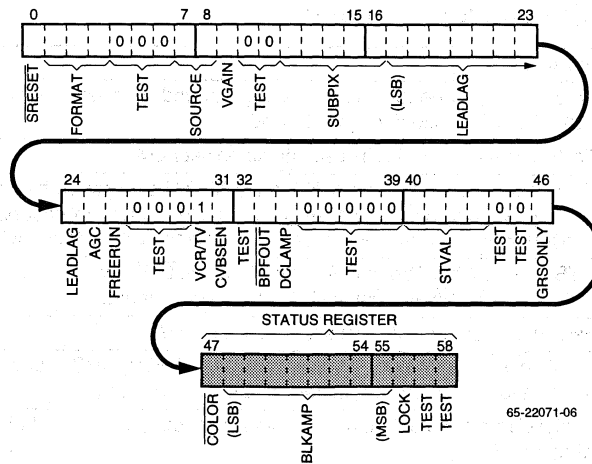 0 7 8 15 16 23
0 0 0 0 0
SRESET FORMAT TEST SOURCE VGAIN TEST SUBPIX (LSB) LEADLAG
24 31 32 39 40 46
0 0 0 1 0 0 0 0 0 0 0
LEADLAG AGC FREERUN TEST VCR/TV CVBSEN TEST BPFOUT DCLAMP TEST STVAL TEST TEST GRSONLY
STATUS REGISTER
47 54 55 58
COLOR (LSB) BLKAMP (MSB) LOCK TEST TEST
65-22071-06